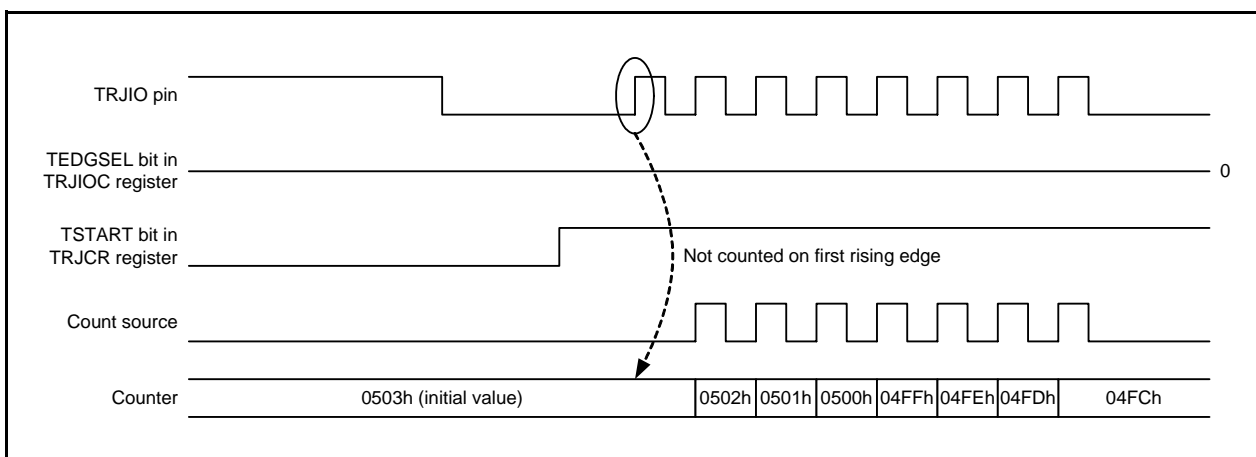 TRJIO pin
TEDGSEL bit in
TRJIOC register
0
TSTART bit in
TRJCR register
Not counted on first rising edge
Count source
Counter
0503h (initial value)
0502h
0501h
0500h
04FFh
04FEh
04FDh
04FCh